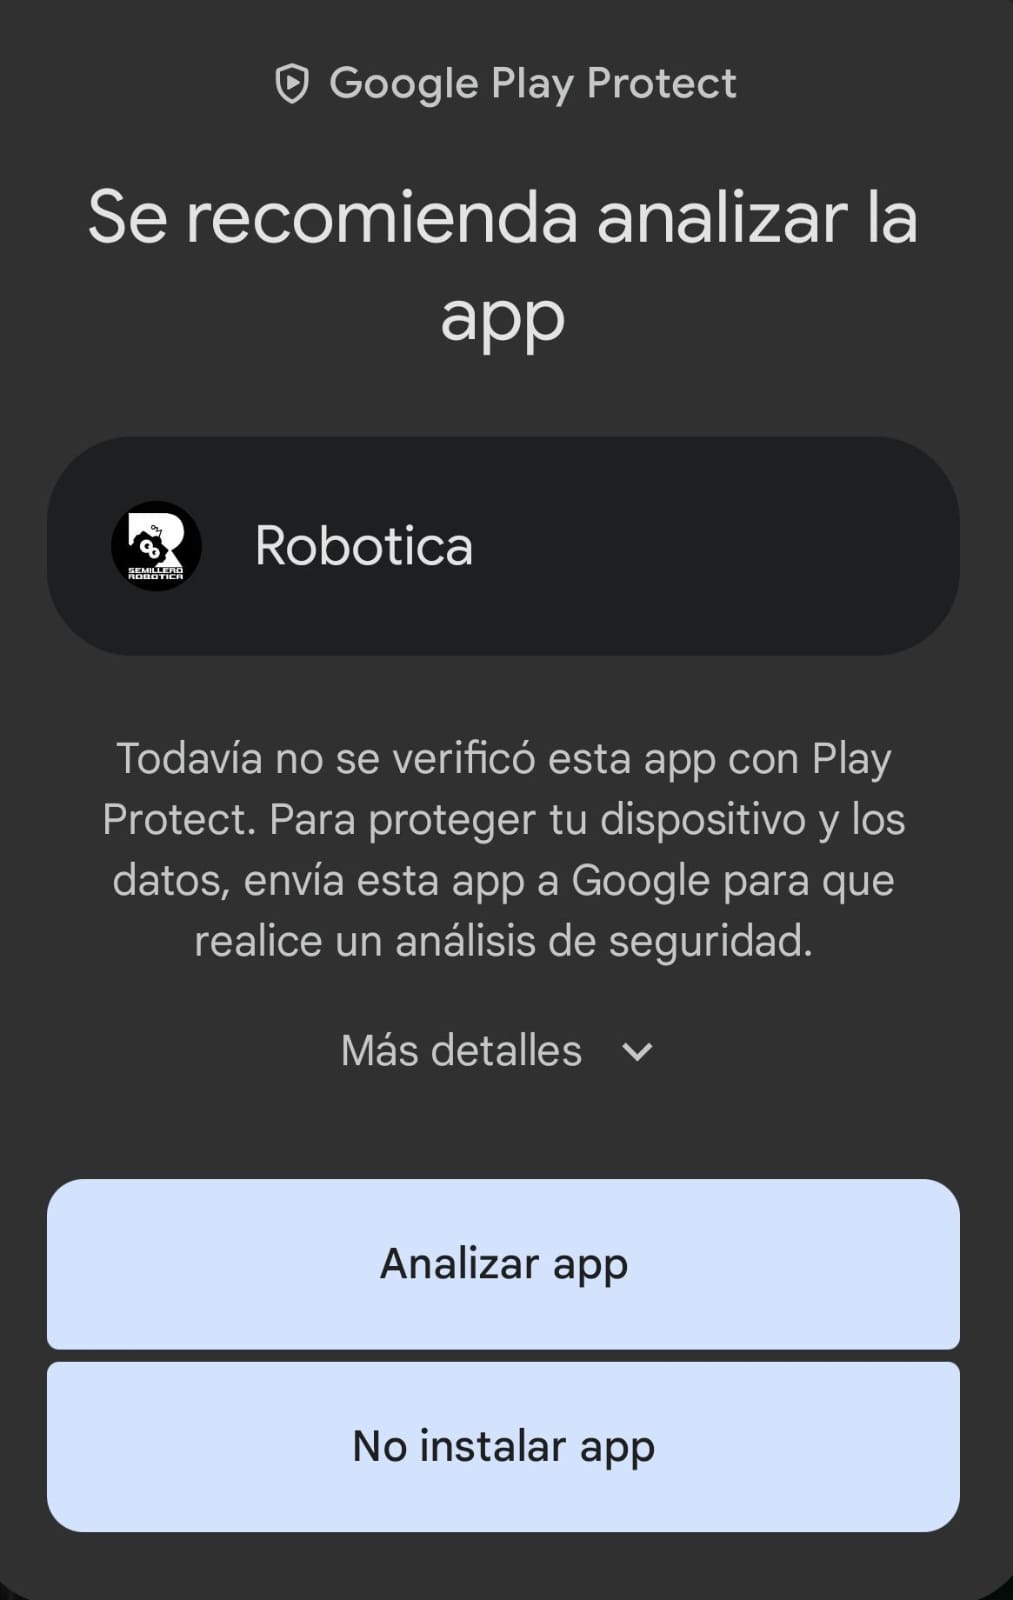 Google Play Protect
Se recomienda analizar la
app
SEMILLERO
ROBOTICA
Robotica
Todavía no se verificó esta app con Play
Protect. Para proteger tu dispositivo y los
datos, envía esta app a Google para que
realice un análisis de seguridad.
Más detalles
Analizar app
No instalar app